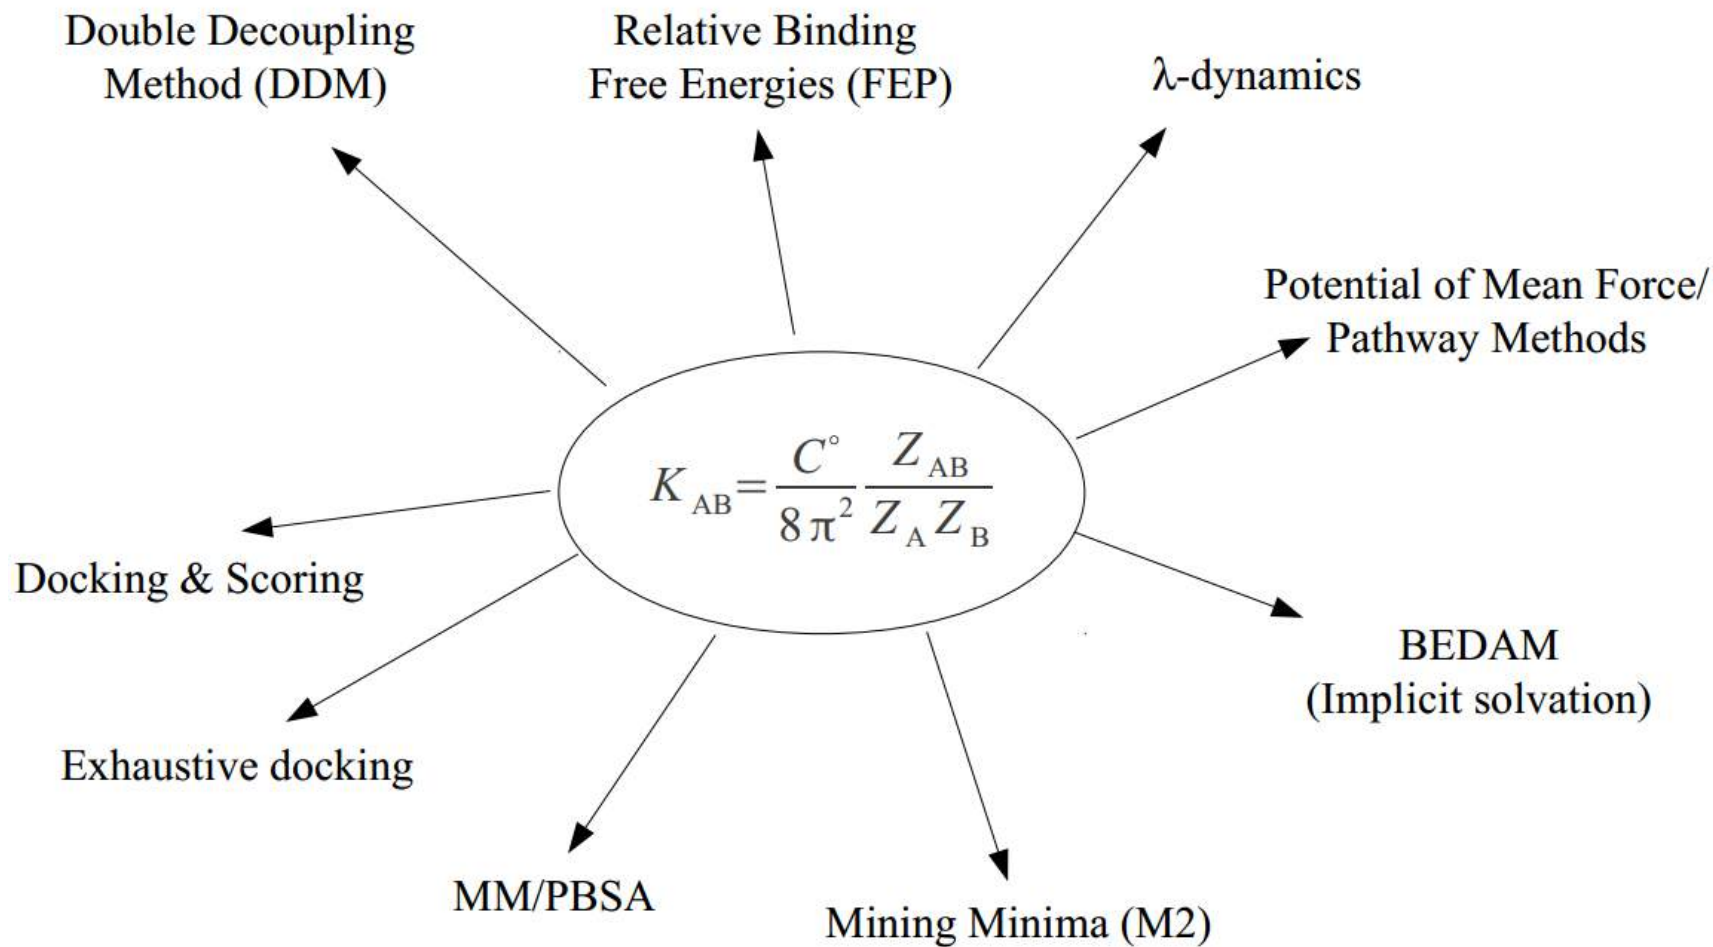 Double Decoupling
Method (DDM)
Relative Binding
Free Energies (FEP)
λ-dynamics
Potential of Mean Force/
Pathway Methods
K_AB = C° / 8π² Z_AB / Z_A Z_B
Docking & Scoring
BEDAM
(Implicit solvation)
Exhaustive docking
MM/PBSA
Mining Minima (M2)